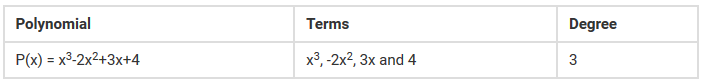 Polynomial Terms Degree
P(x) = x³-2x²+3x+4 x³, -2x², 3x and 4 3